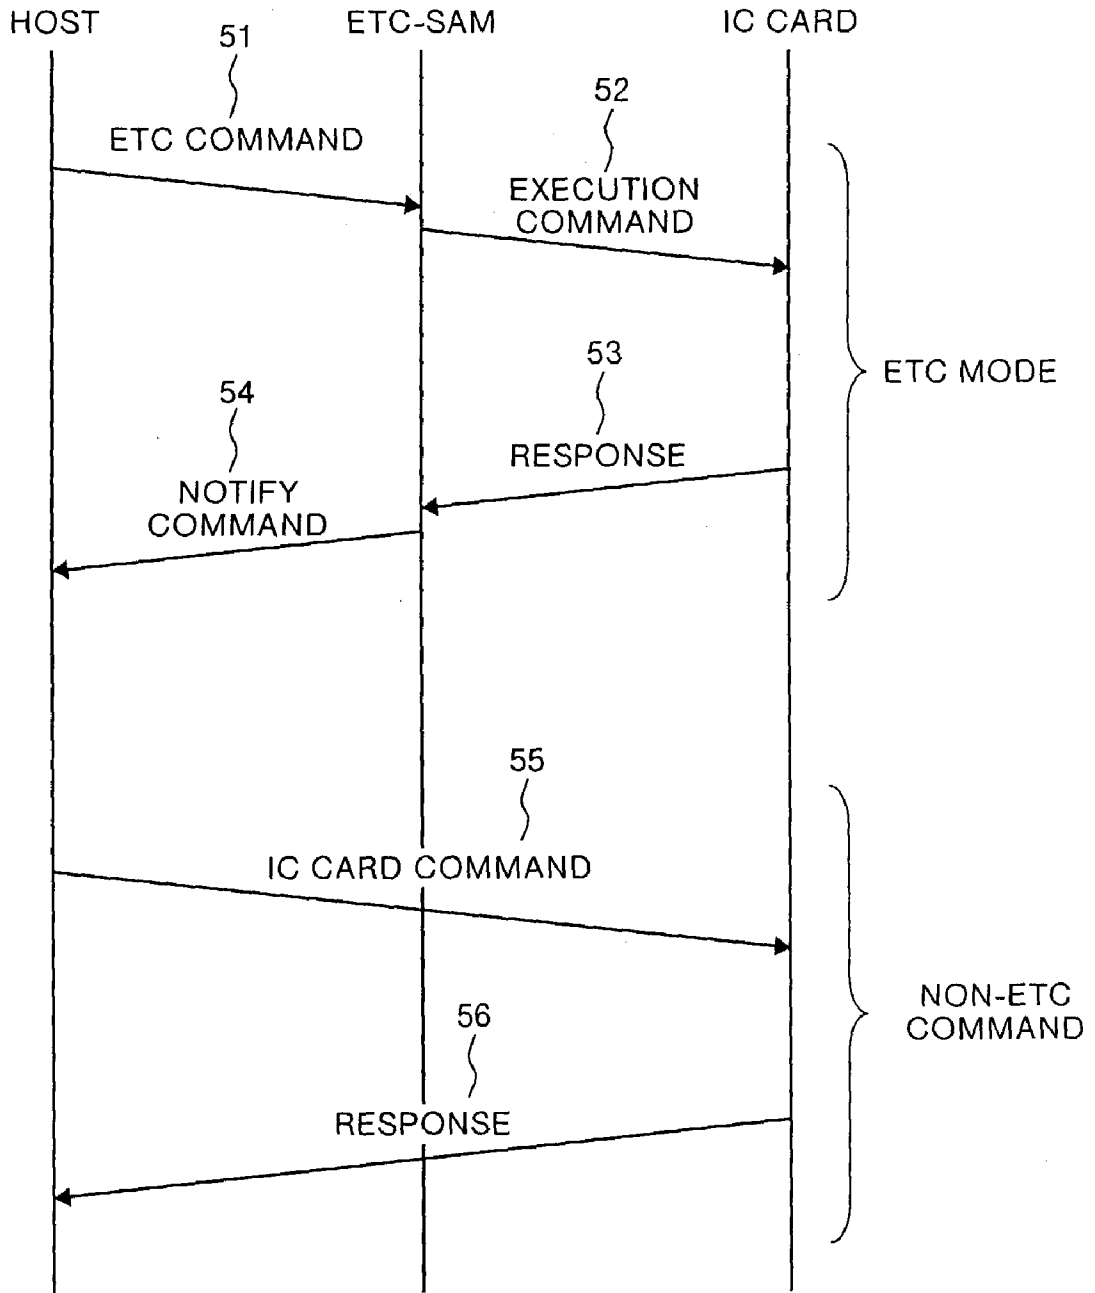 HOST
ETC-SAM
IC CARD
51
ETC COMMAND
52
EXECUTION
COMMAND
53
RESPONSE
ETC MODE
54
NOTIFY
COMMAND
55
IC CARD COMMAND
NON-ETC
COMMAND
56
RESPONSE